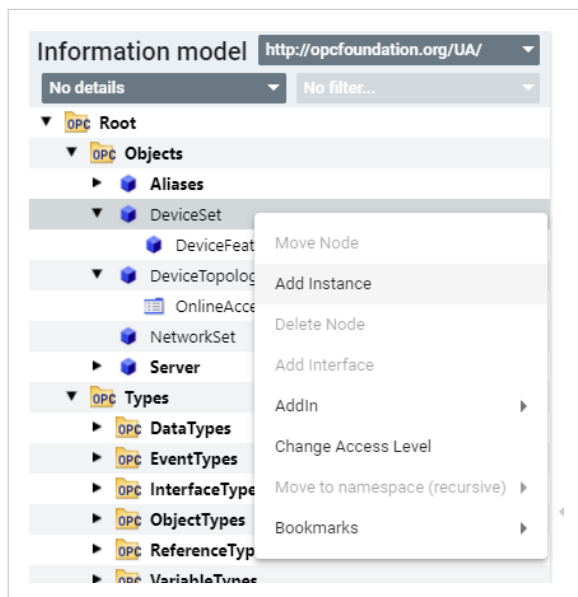 Information model http://opcfoundation.org/UA/
No details No filter...
OPC Root
OPC Objects
Aliases
DeviceSet
DeviceFeat
DeviceTopolog
OnlineAcce
NetworkSet
Server
OPC Types
OPC DataTypes
OPC EventTypes
OPC InterfaceType
OPC ObjectTypes
OPC ReferenceTyp
OPC VariableTypes
Move Node
Add Instance
Delete Node
Add Interface
AddIn
Change Access Level
Move to namespace (recursive)
Bookmarks